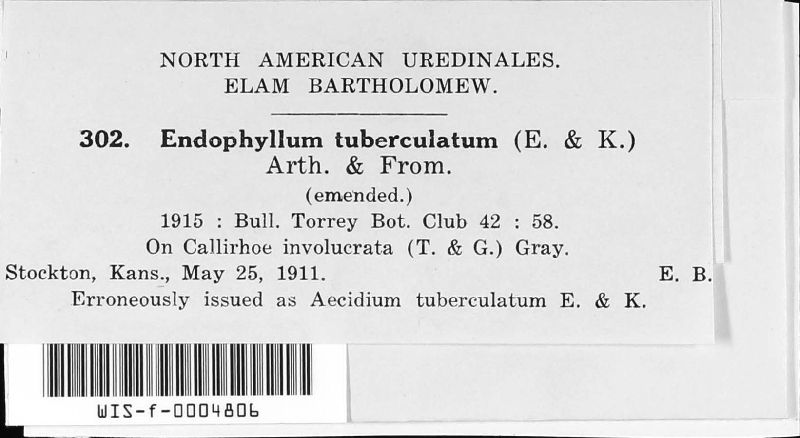 NORTH AMERICAN UREDINALES.
ELAM BARTHOLOMEW.
302. Endophyllum tuberculatum (E. & K.)
Arth. & From.
(emended.)
1915 : Bull. Torrey Bot. Club 42 : 58.
On Callirhoe involucrata (T. & G.) Gray.
Stockton, Kans., May 25, 1911. E. B.
Erroneously issued as Aecidium tuberculatum E. & K.
WIS-f-0004806